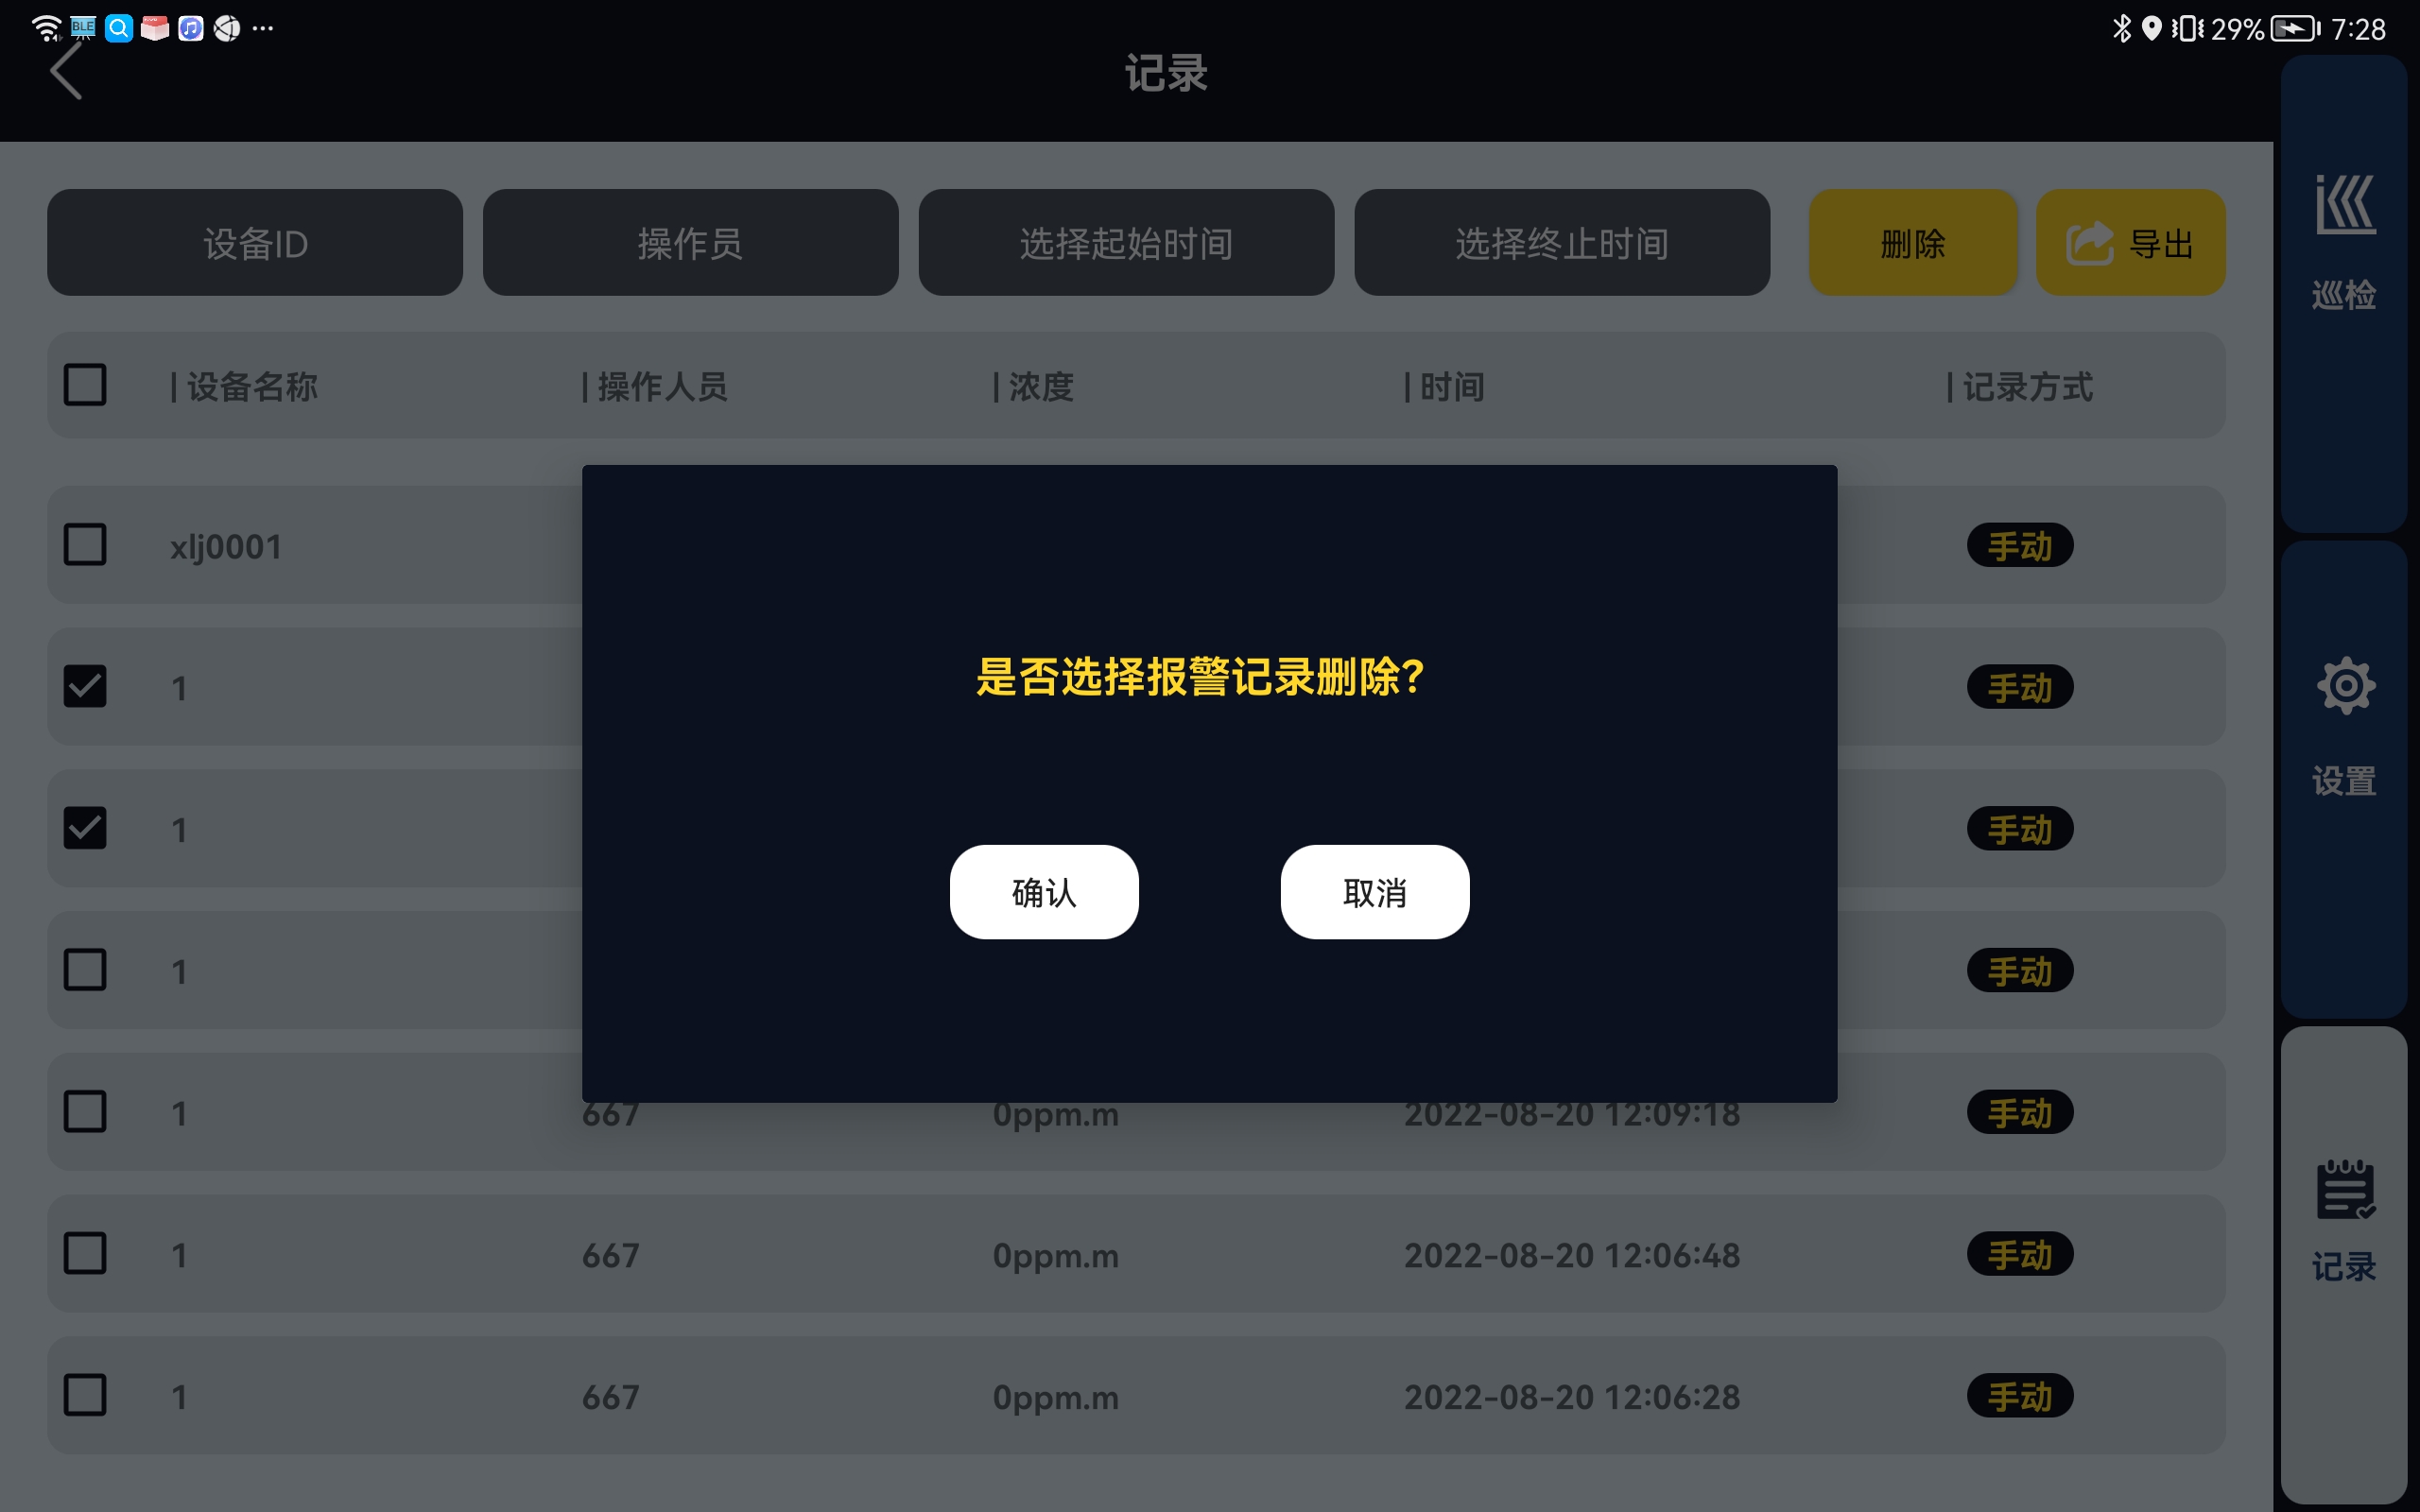 BLE
29%
7:28
记录
设备ID
操作员
选择起始时间
选择终止时间
删除
导出
| 设备名称
| 操作人员
| 浓度
| 时间
| 记录方式
xlj0001
手动
1
手动
1
手动
1
手动
1
667
0ppm.m
2022-08-20 12:09:18
手动
1
667
0ppm.m
2022-08-20 12:06:48
手动
1
667
0ppm.m
2022-08-20 12:06:28
手动
是否选择报警记录删除?
确认
取消
巡检
设置
记录